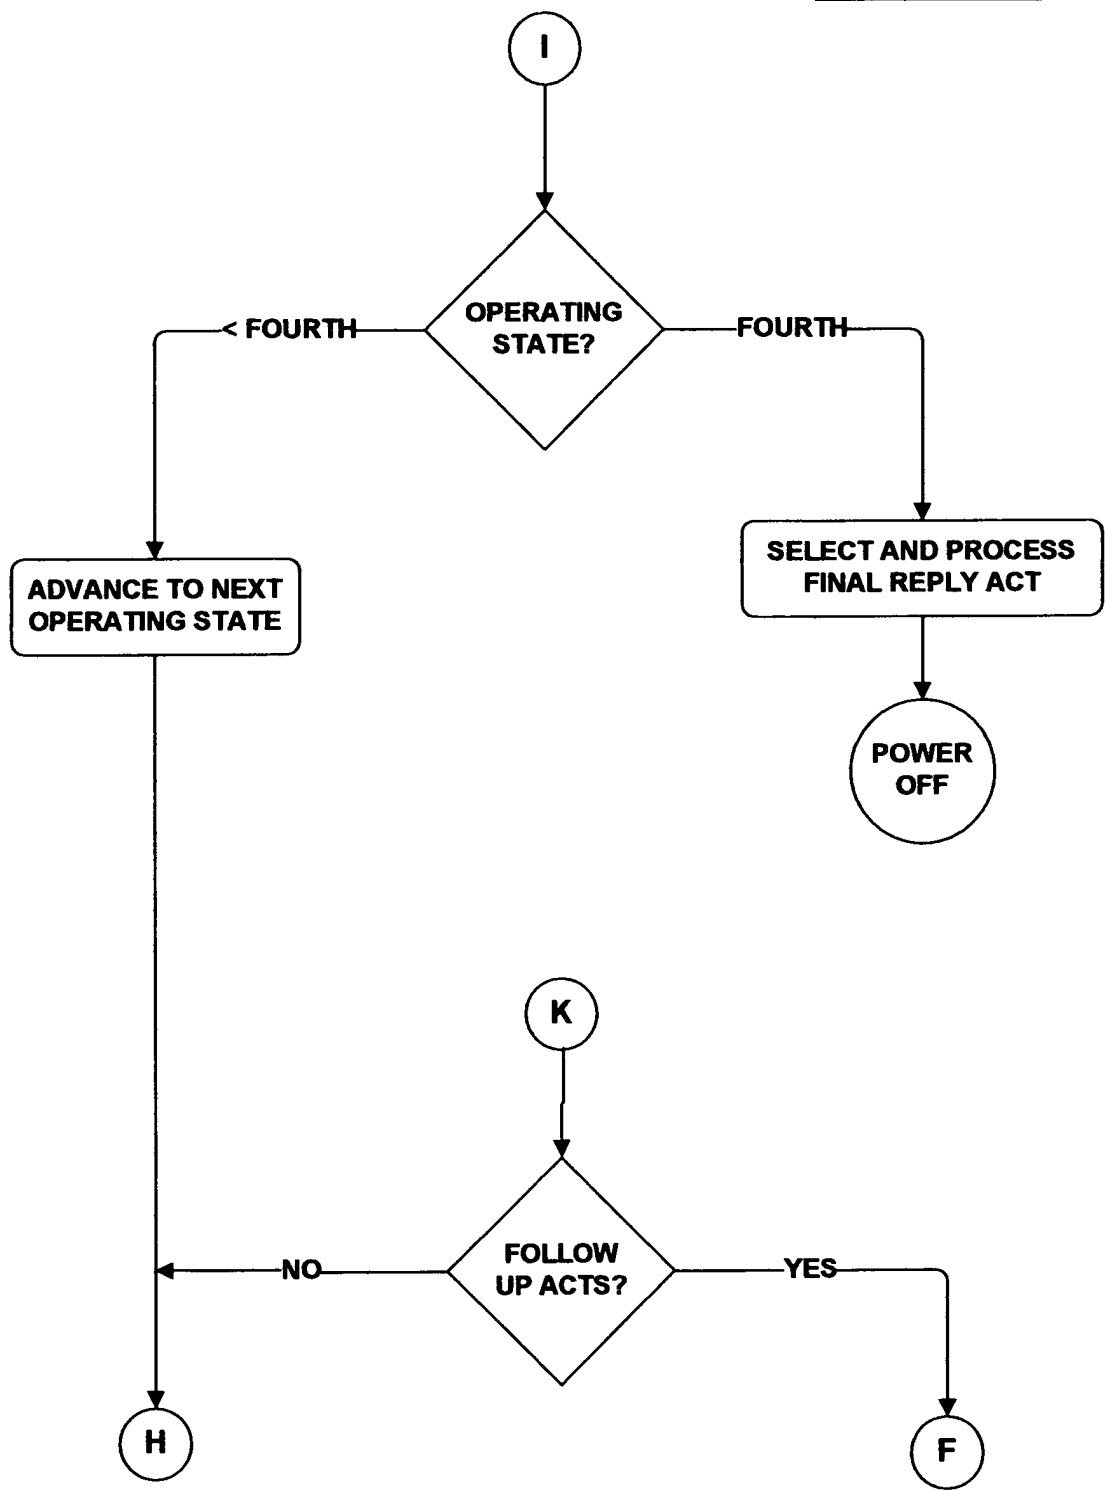 I
OPERATING
STATE?
< FOURTH
FOURTH
SELECT AND PROCESS
FINAL REPLY ACT
ADVANCE TO NEXT
OPERATING STATE
POWER
OFF
K
FOLLOW
UP ACTS?
NO
YES
H
F